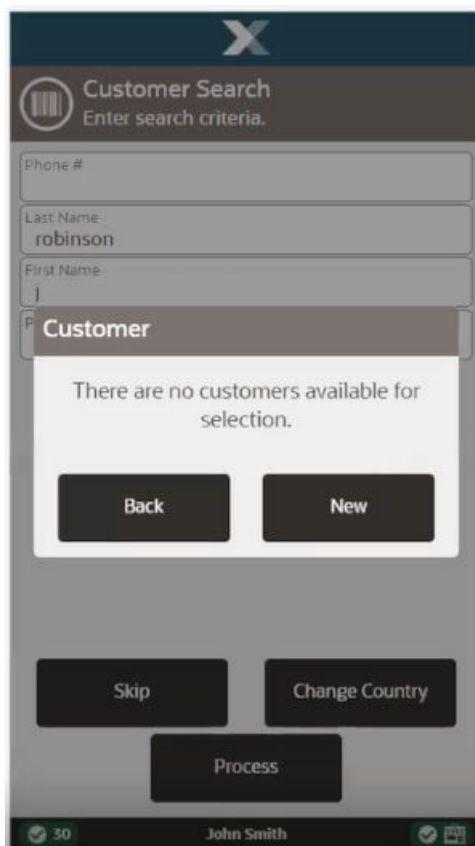 Customer Search
Enter search criteria.
Phone #
Last Name
robinson
First Name
j
P
Customer
There are no customers available for
selection.
Back
New
Skip
Change Country
Process
30
John Smith